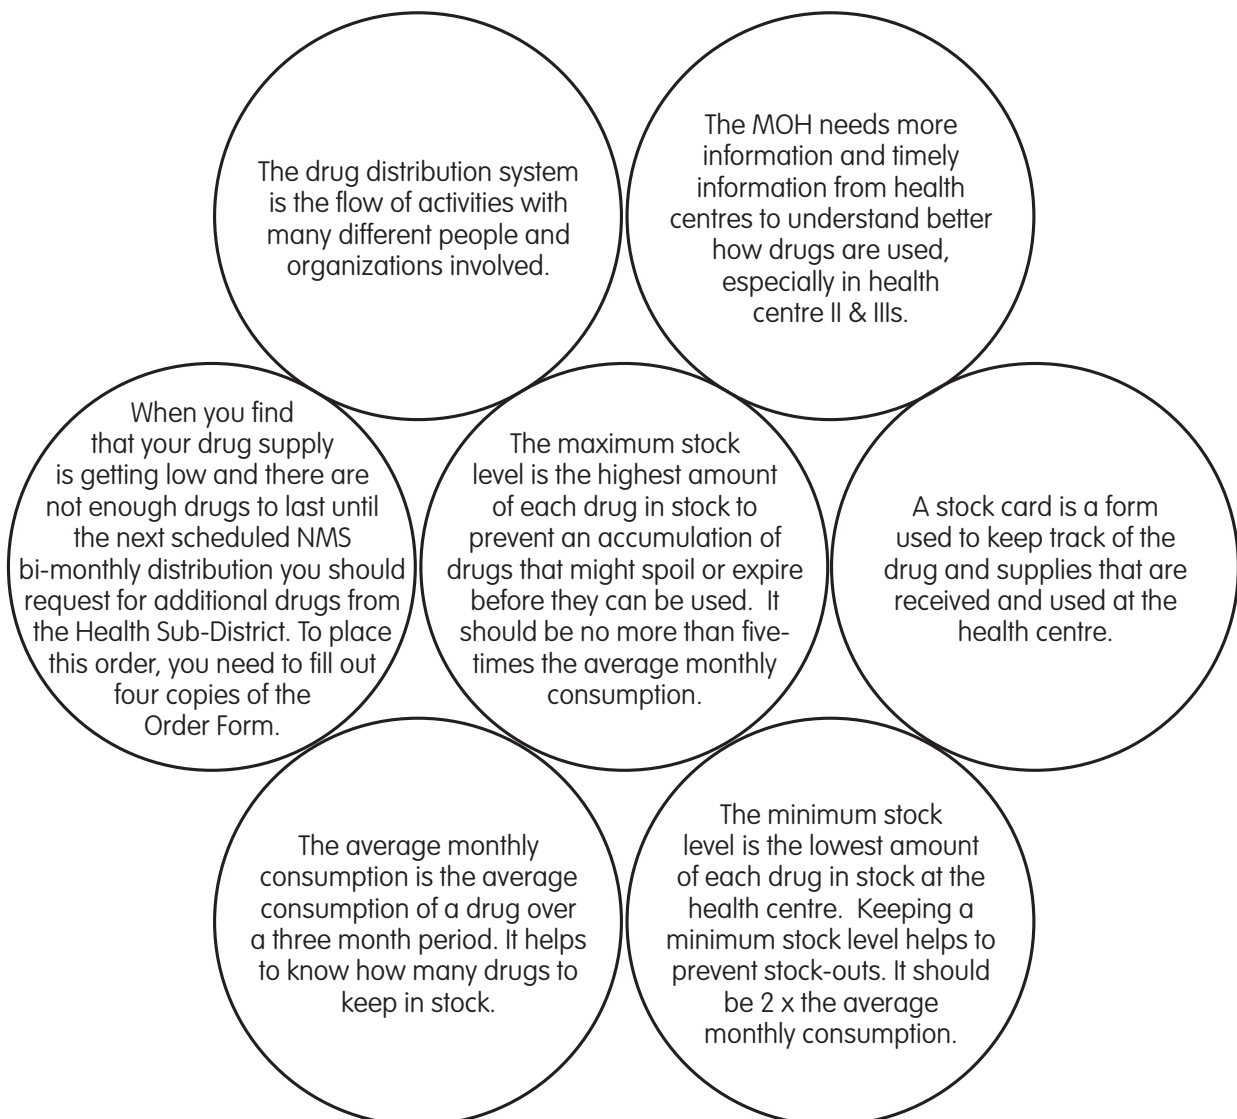 The drug distribution system
is the flow of activities with
many different people and
organizations involved.
The MOH needs more
information and timely
information from health
centres to understand better
how drugs are used,
especially in health
centre II & IIIs.
When you find
that your drug supply
is getting low and there are
not enough drugs to last until
the next scheduled NMS
bi-monthly distribution you should
request for additional drugs from
the Health Sub-District. To place
this order, you need to fill out
four copies of the
Order Form.
The maximum stock
level is the highest amount
of each drug in stock to
prevent an accumulation of
drugs that might spoil or expire
before they can be used.  It
should be no more than five-
times the average monthly
consumption.
A stock card is a form
used to keep track of the
drug and supplies that are
received and used at the
health centre.
The average monthly
consumption is the average
consumption of a drug over
a three month period. It helps
to know how many drugs to
keep in stock.
The minimum stock
level is the lowest amount
of each drug in stock at the
health centre.  Keeping a
minimum stock level helps to
prevent stock-outs. It should
be 2 x the average
monthly consumption.